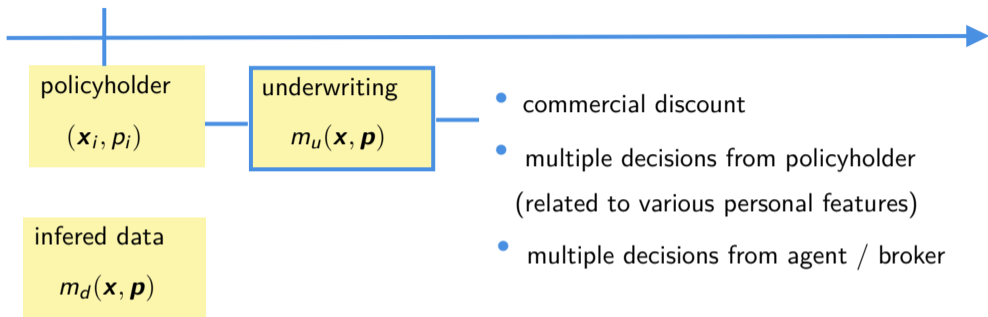 policyholder
(𝒙ᵢ, pᵢ)
underwriting
mᵤ(𝒙, 𝒑)
infered data
m_d(𝒙, 𝒑)
• commercial discount
• multiple decisions from policyholder
(related to various personal features)
• multiple decisions from agent / broker